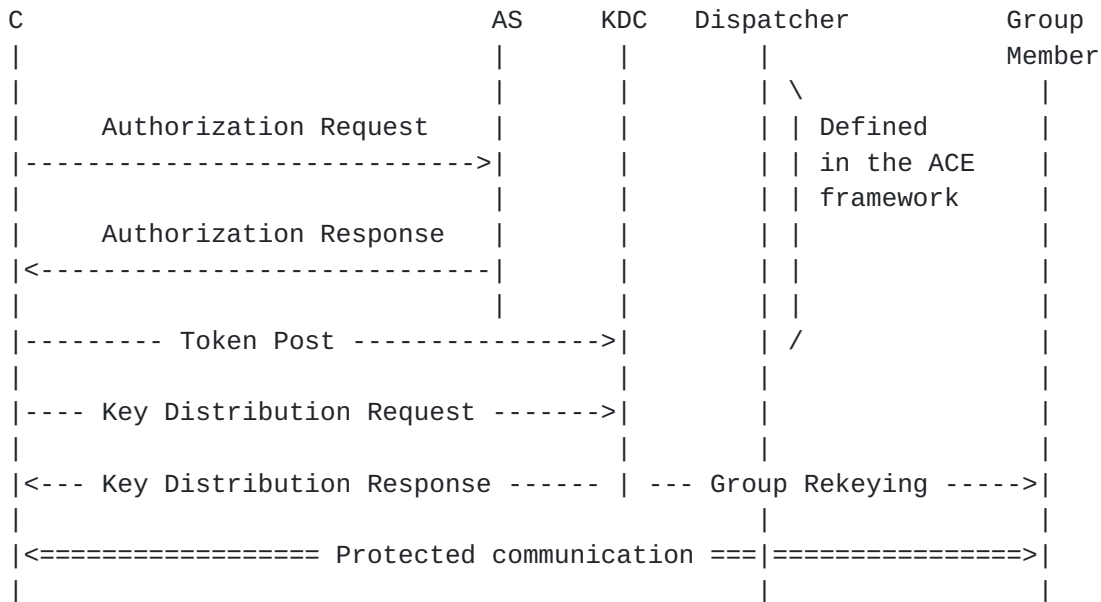 C AS KDC Dispatcher Group
Member
Authorization Request Defined
in the ACE
framework
Authorization Response
Token Post
Key Distribution Request
Key Distribution Response Group Rekeying
Protected communication